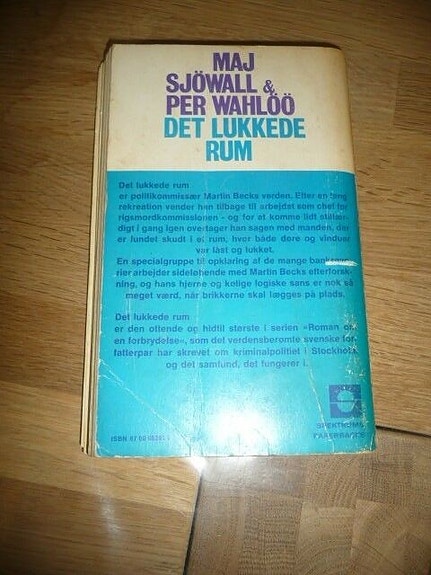 MAJ
SJÖWALL &
PER WAHLÖÖ
DET LUKKEDE
RUM
Det lukkede rum
er politikommissær Martin Becks verden. Efter en lang
rekreation vender han tilbage til arbejdet som chef for
rigsmordkommissionen - og for at komme lidt stilfær-
digt i gang igen overtager han sagen med manden, der
er fundet skudt i et rum, hvor både døre og vinduer
var låst og lukket.
En specialgruppe til opklaring af de mange bankrøve-
rier arbejder sideløbende med Martin Becks efterforsk-
ning, og hans hjerne og kølige logiske sans er nok så
meget værd, når brikkerne skal lægges på plads.
Det lukkede rum
er den ottende og hidtil største i serien »Roman om
en forbrydelse«, som det verdensberømte svenske for-
fatterpar har skrevet om kriminalpolitiet i Stockholm
og det samfund, det fungerer i.
ISBN 87
SPEKTRUMS
PAPERBACKS